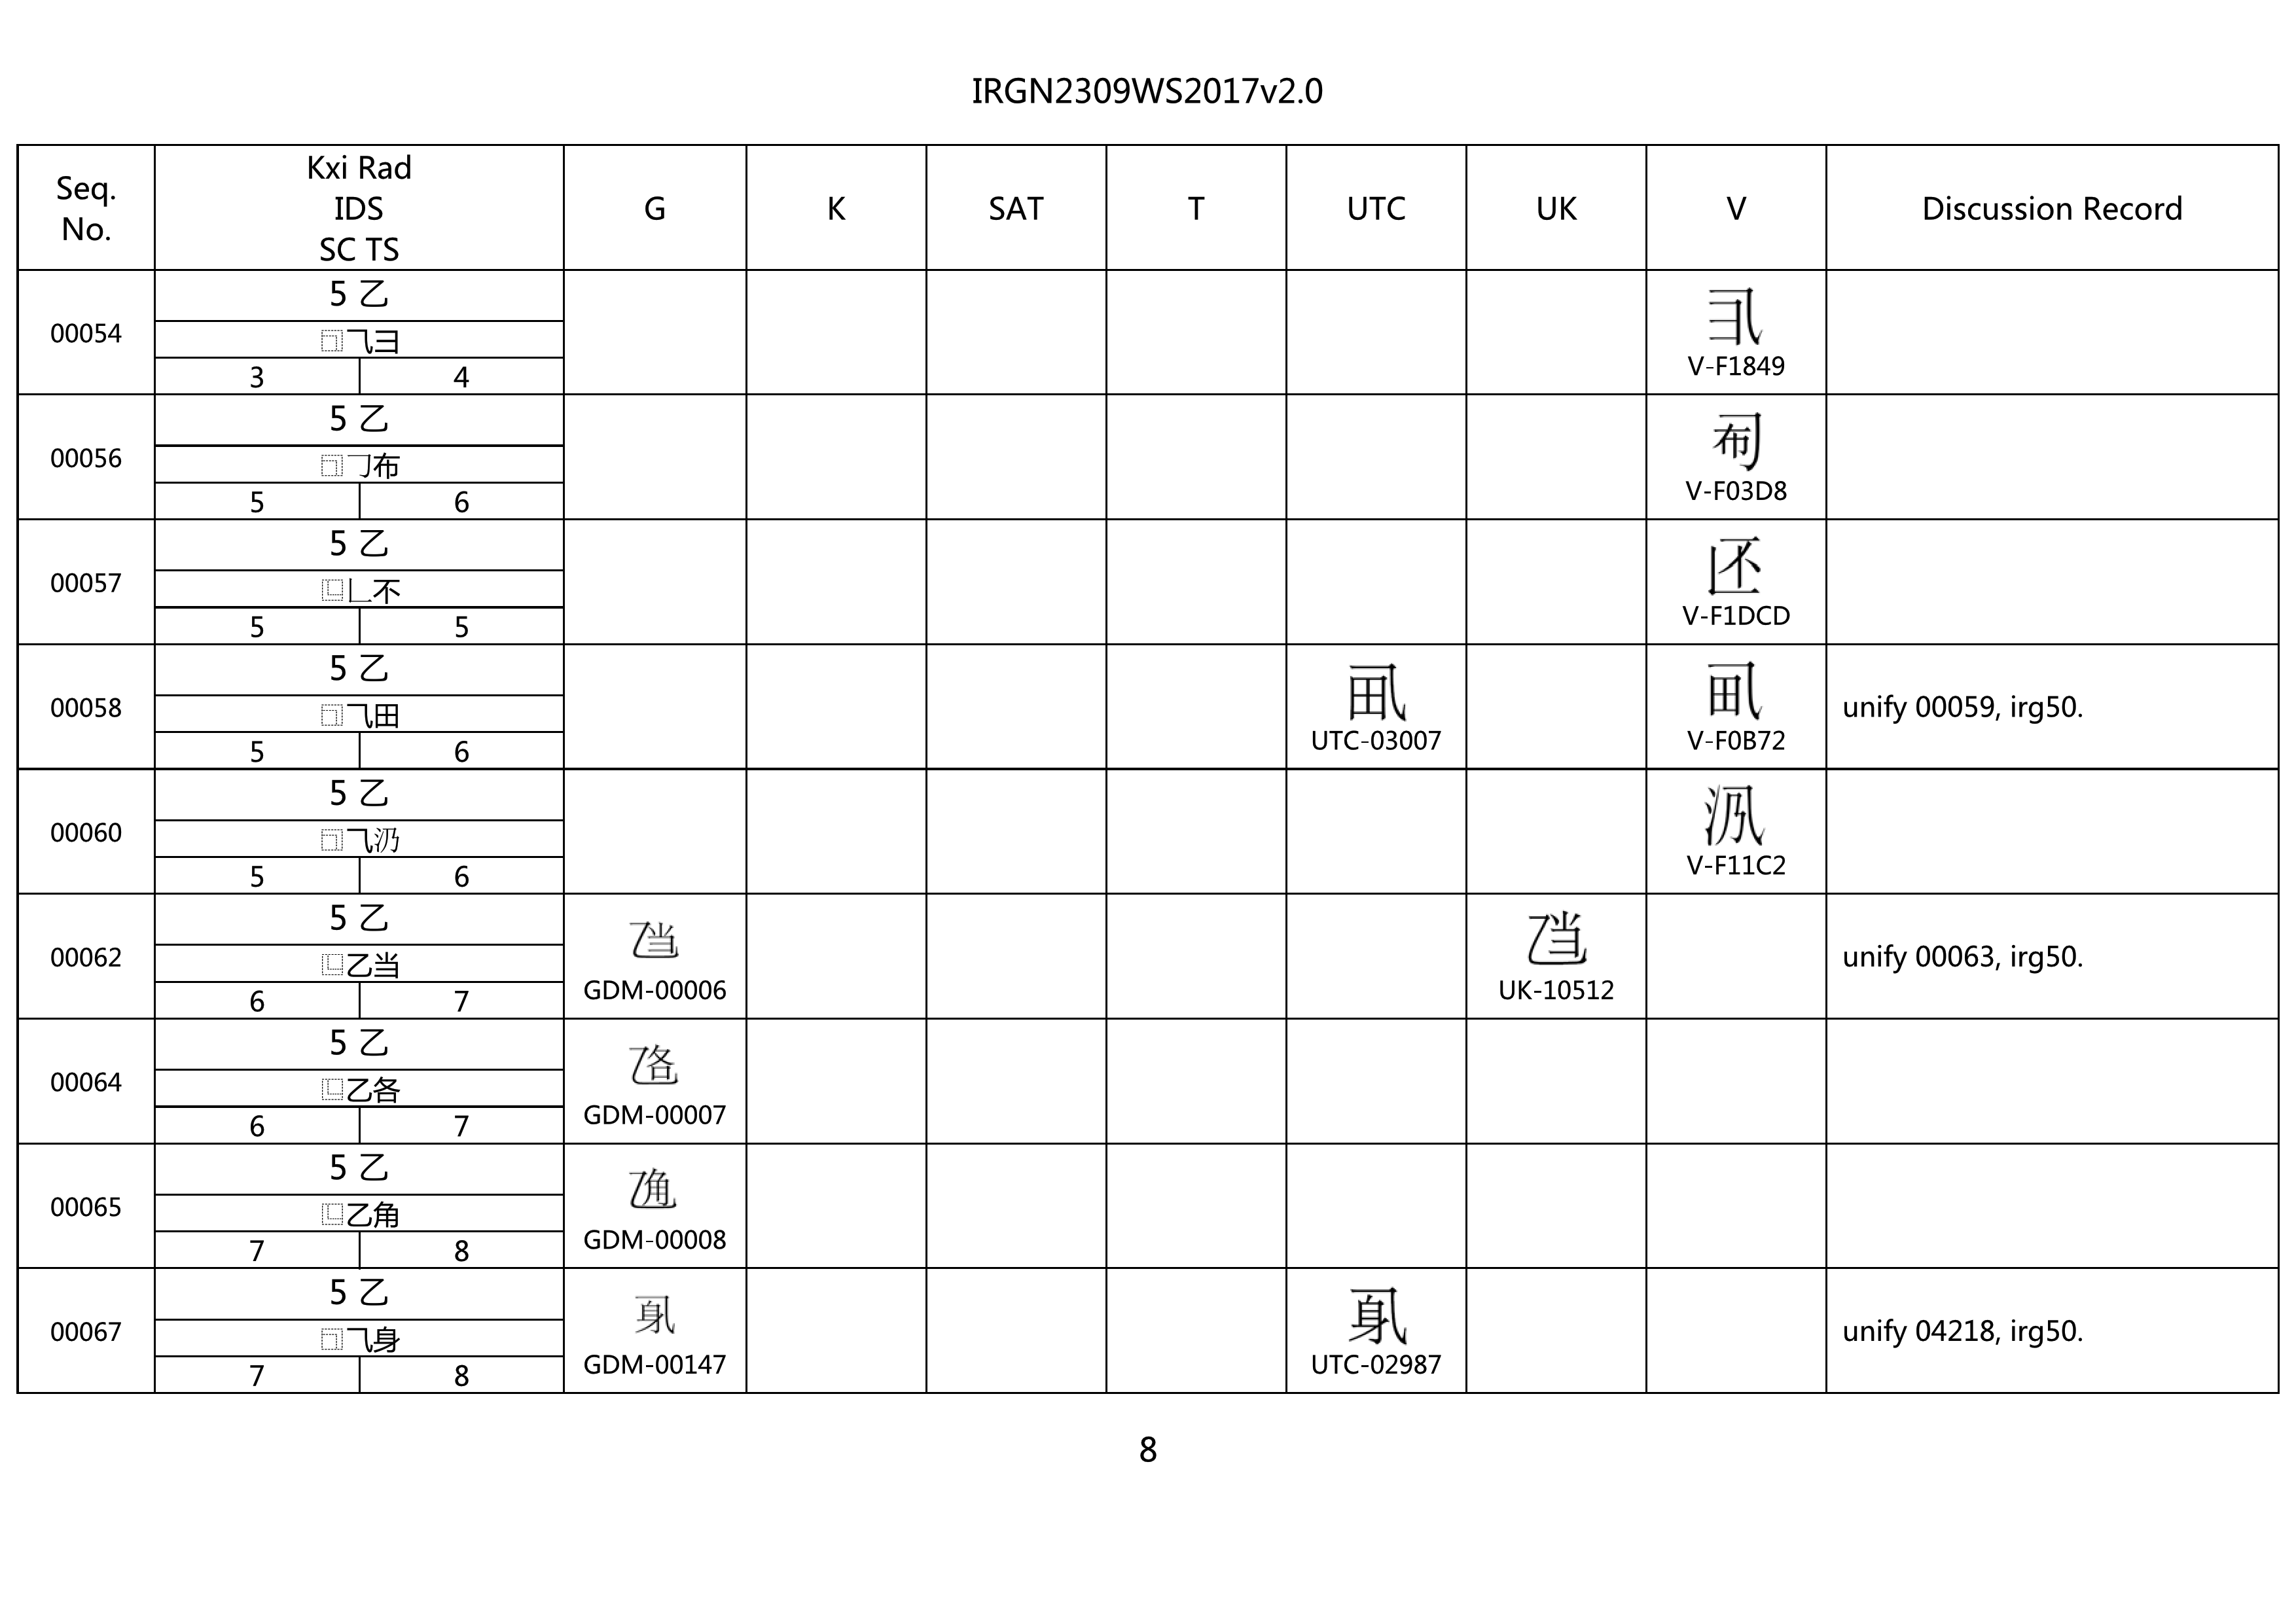 IRGN2309WS2017v2.0
Seq. No. Kxi Rad IDS SC TS G K SAT T UTC UK V Discussion Record
00054
5 乙
⿹⺄彐
3 4
V-F1849
00056
5 乙
⿹𠃌布
5 6
V-F03D8
00057
5 乙
⿺𠃊不
5 5
V-F1DCD
00058
5 乙
⿹⺄田
5 6
UTC-03007
V-F0B72
unify 00059, irg50.
00060
5 乙
⿹⺄氻
5 6
V-F11C2
00062
5 乙
⿺乙当
6 7
GDM-00006
UK-10512
unify 00063, irg50.
00064
5 乙
⿺乙各
6 7
GDM-00007
00065
5 乙
⿺乙角
7 8
GDM-00008
00067
5 乙
⿹⺄身
7 8
GDM-00147
UTC-02987
unify 04218, irg50.
8